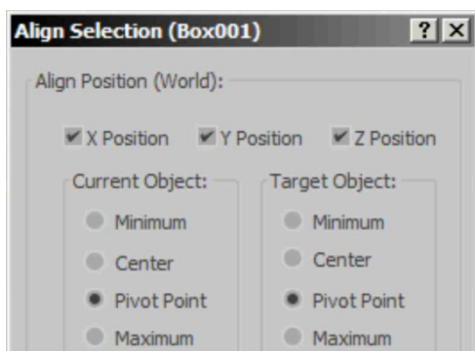 Align Selection (Box001) ? X
Align Position (World):
X Position Y Position Z Position
Current Object: Target Object:
Minimum Minimum
Center Center
Pivot Point Pivot Point
Maximum Maximum